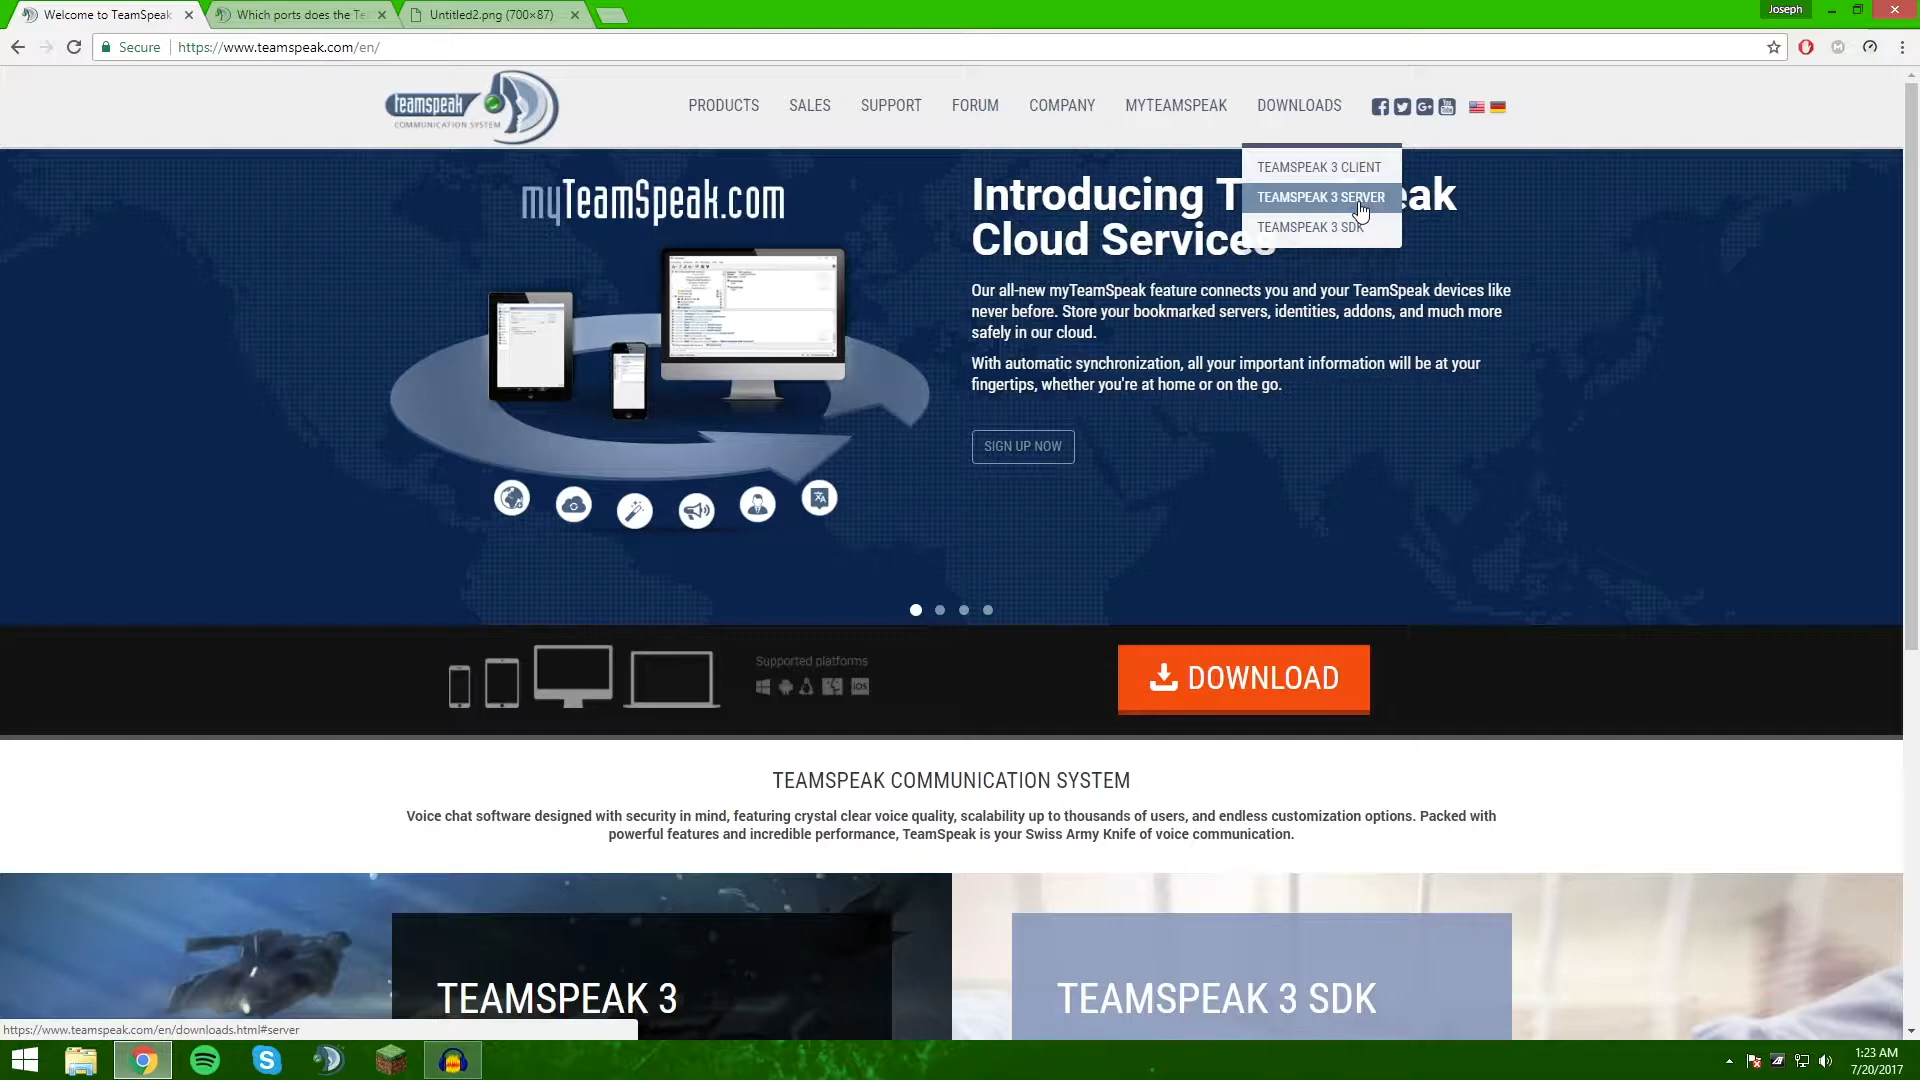 Welcome to TeamSpeak
Which ports does the Te
Untitled2.png (700×87)
Joseph
Secure
https://www.teamspeak.com/en/
teamspeak
COMMUNICATION SYSTEM
PRODUCTS
SALES
SUPPORT
FORUM
COMPANY
MYTEAMSPEAK
DOWNLOADS
TEAMSPEAK 3 CLIENT
TEAMSPEAK 3 SERVER
TEAMSPEAK 3 SDK
myTeamSpeak.com
Introducing T eak
Cloud Services
Our all-new myTeamSpeak feature connects you and your TeamSpeak devices like
never before. Store your bookmarked servers, identities, addons, and much more
safely in our cloud.
With automatic synchronization, all your important information will be at your
fingertips, whether you're at home or on the go.
SIGN UP NOW
Supported platforms
iOS
DOWNLOAD
TEAMSPEAK COMMUNICATION SYSTEM
Voice chat software designed with security in mind, featuring crystal clear voice quality, scalability up to thousands of users, and endless customization options. Packed with
powerful features and incredible performance, TeamSpeak is your Swiss Army Knife of voice communication.
TEAMSPEAK 3
TEAMSPEAK 3 SDK
https://www.teamspeak.com/en/downloads.html#server
1:23 AM
7/20/2017